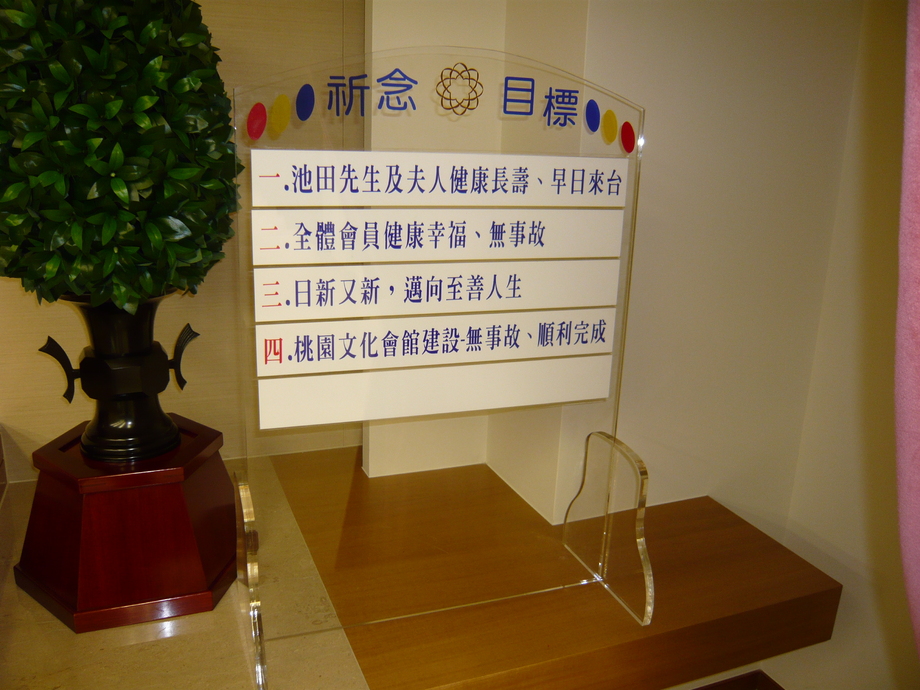 祈念 目標
一.池田先生及夫人健康長壽、早日來台
二.全體會員健康幸福、無事故
三.日新又新，邁向至善人生
四.桃園文化會館建設-無事故、順利完成